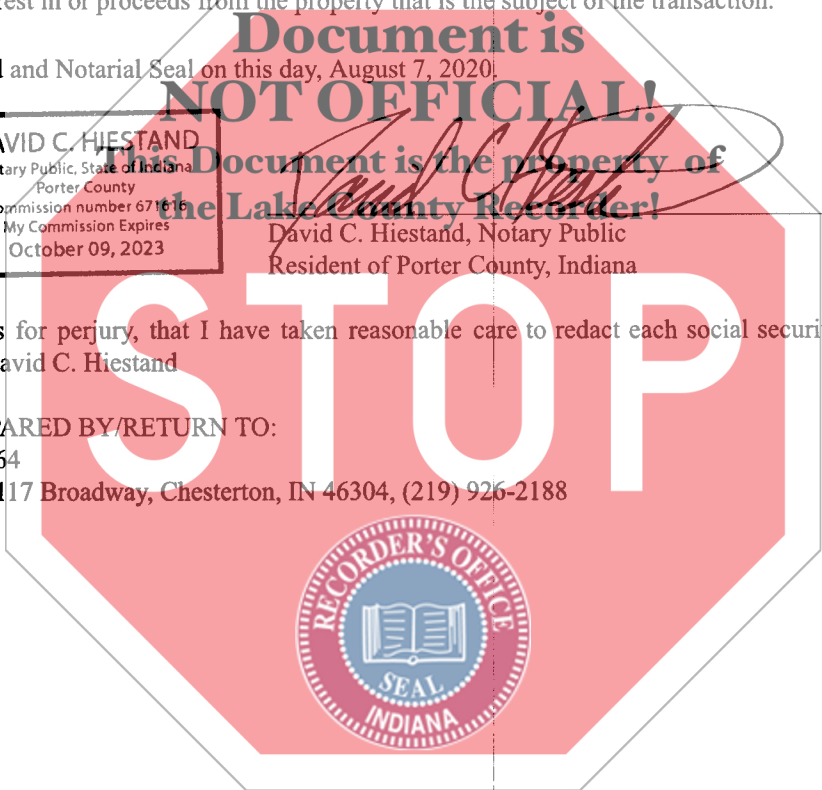 est in or proceeds from the property that is the subject of the transaction.
Document is
and Notarial Seal on this day, August 7, 2020.
NOT OFFICIAL!
VID C. HIESTAND
tary Public, State of Indiana
This Document is the property of
Porter County
mmission number 671616
the Lake County Recorder!
My Commission Expires
David C. Hiestand, Notary Public
October 09, 2023
Resident of Porter County, Indiana
STOP
s for perjury, that I have taken reasonable care to redact each social securi
avid C. Hiestand
ARED BY/RETURN TO:
64
117 Broadway, Chesterton, IN 46304, (219) 926-2188
RECORDER'S OFFICE
SEAL
INDIANA